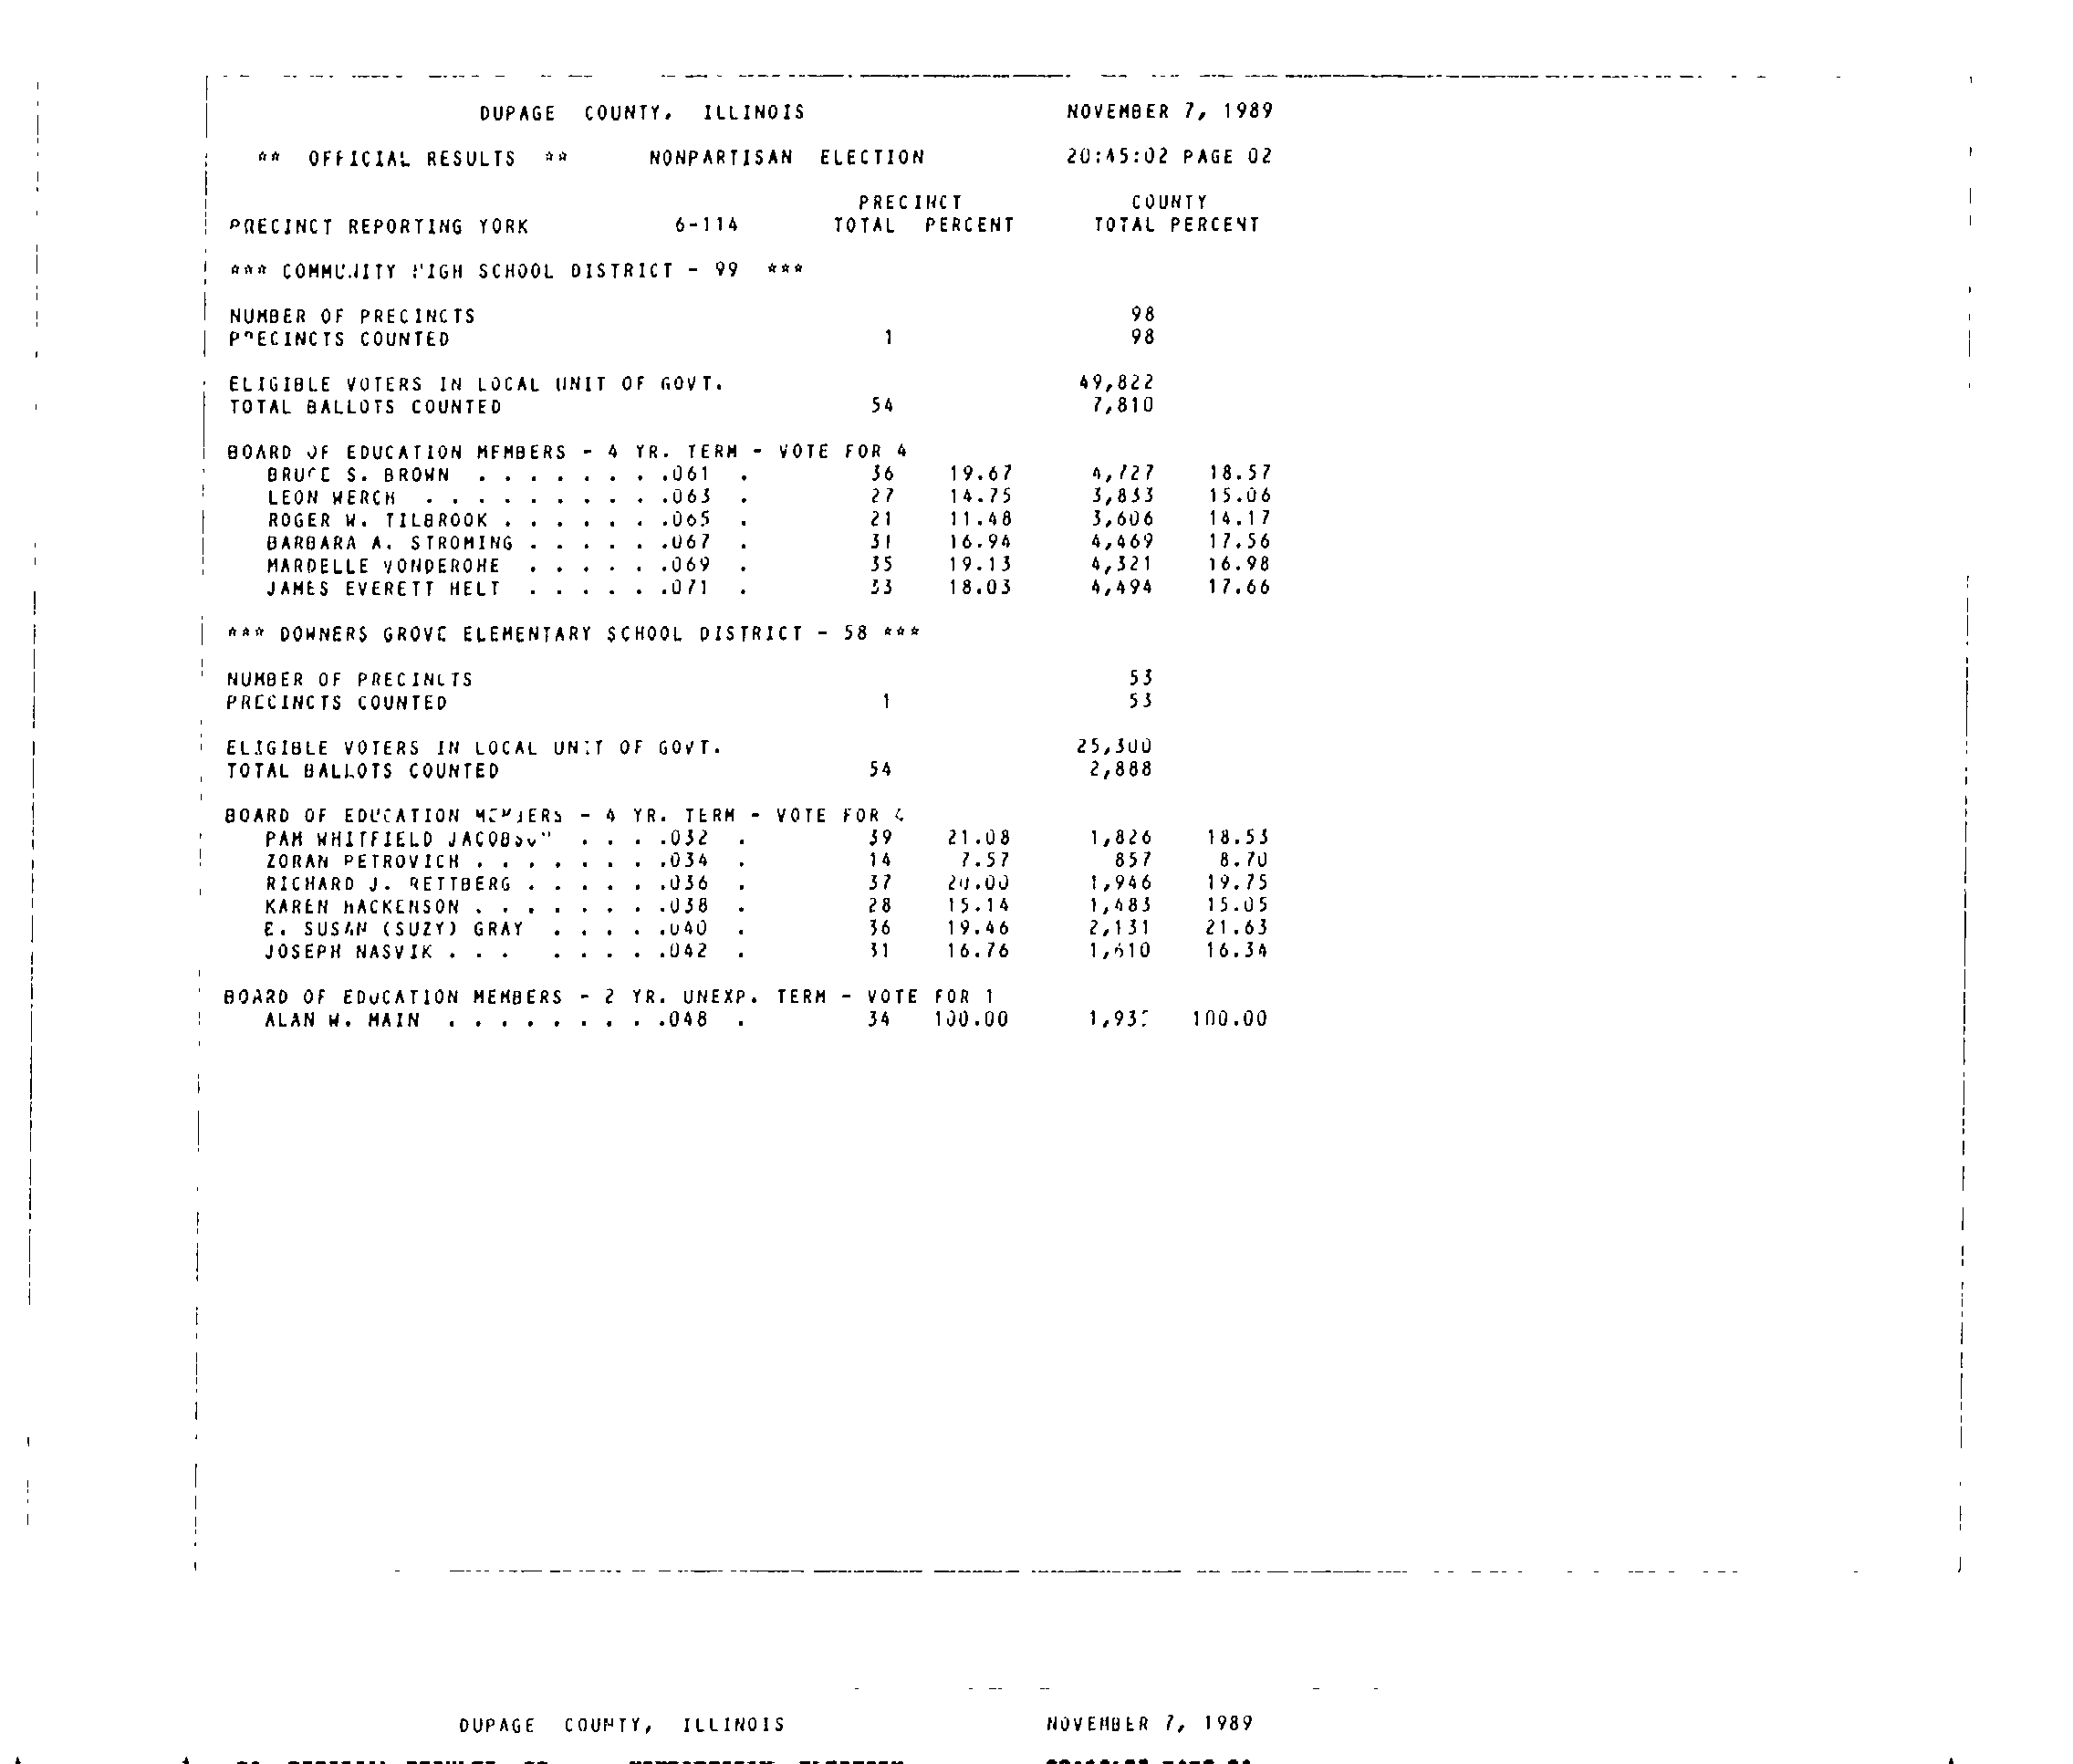 DUPAGE COUNTY, ILLINOIS NOVEMBER 7, 1989
** OFFICIAL RESULTS ** NONPARTISAN ELECTION 20:45:02 PAGE 02
PRECINCT COUNTY
PRECINCT REPORTING YORK 6-114 TOTAL PERCENT TOTAL PERCENT
*** COMMUNITY HIGH SCHOOL DISTRICT - 99 ***
NUMBER OF PRECINCTS 98
PRECINCTS COUNTED 1 98
ELIGIBLE VOTERS IN LOCAL UNIT OF GOVT. 49,822
TOTAL BALLOTS COUNTED 54 7,810
BOARD OF EDUCATION MEMBERS - 4 YR. TERM - VOTE FOR 4
BRUCE S. BROWN . . . . . . . .061 . 36 19.67 4,727 18.57
LEON WERCH . . . . . . . . . .063 . 27 14.75 3,833 15.06
ROGER W. TILBROOK . . . . . . .065 . 21 11.48 3,606 14.17
BARBARA A. STROMING . . . . . .067 . 31 16.94 4,469 17.56
MARDELLE VONDEROHE . . . . . .069 . 35 19.13 4,321 16.98
JAMES EVERETT HELT . . . . . .071 . 33 18.03 4,494 17.66
*** DOWNERS GROVE ELEMENTARY SCHOOL DISTRICT - 58 ***
NUMBER OF PRECINCTS 53
PRECINCTS COUNTED 1 53
ELIGIBLE VOTERS IN LOCAL UNIT OF GOVT. 25,300
TOTAL BALLOTS COUNTED 54 2,888
BOARD OF EDUCATION MEMBERS - 4 YR. TERM - VOTE FOR 4
PAM WHITFIELD JACOBSON . . . .032 . 39 21.08 1,826 18.53
ZORAN PETROVICH . . . . . . . .034 . 14 7.57 857 8.70
RICHARD J. RETTBERG . . . . . .036 . 37 20.00 1,946 19.75
KAREN HACKENSON . . . . . . . .038 . 28 15.14 1,483 15.05
E. SUSAN (SUZY) GRAY . . . . .040 . 36 19.46 2,131 21.63
JOSEPH NASVIK . . . . . . . .042 . 31 16.76 1,610 16.34
BOARD OF EDUCATION MEMBERS - 2 YR. UNEXP. TERM - VOTE FOR 1
ALAN W. MAIN . . . . . . . . .048 . 34 100.00 100.00
DUPAGE COUNTY, ILLINOIS NOVEMBER 7, 1989